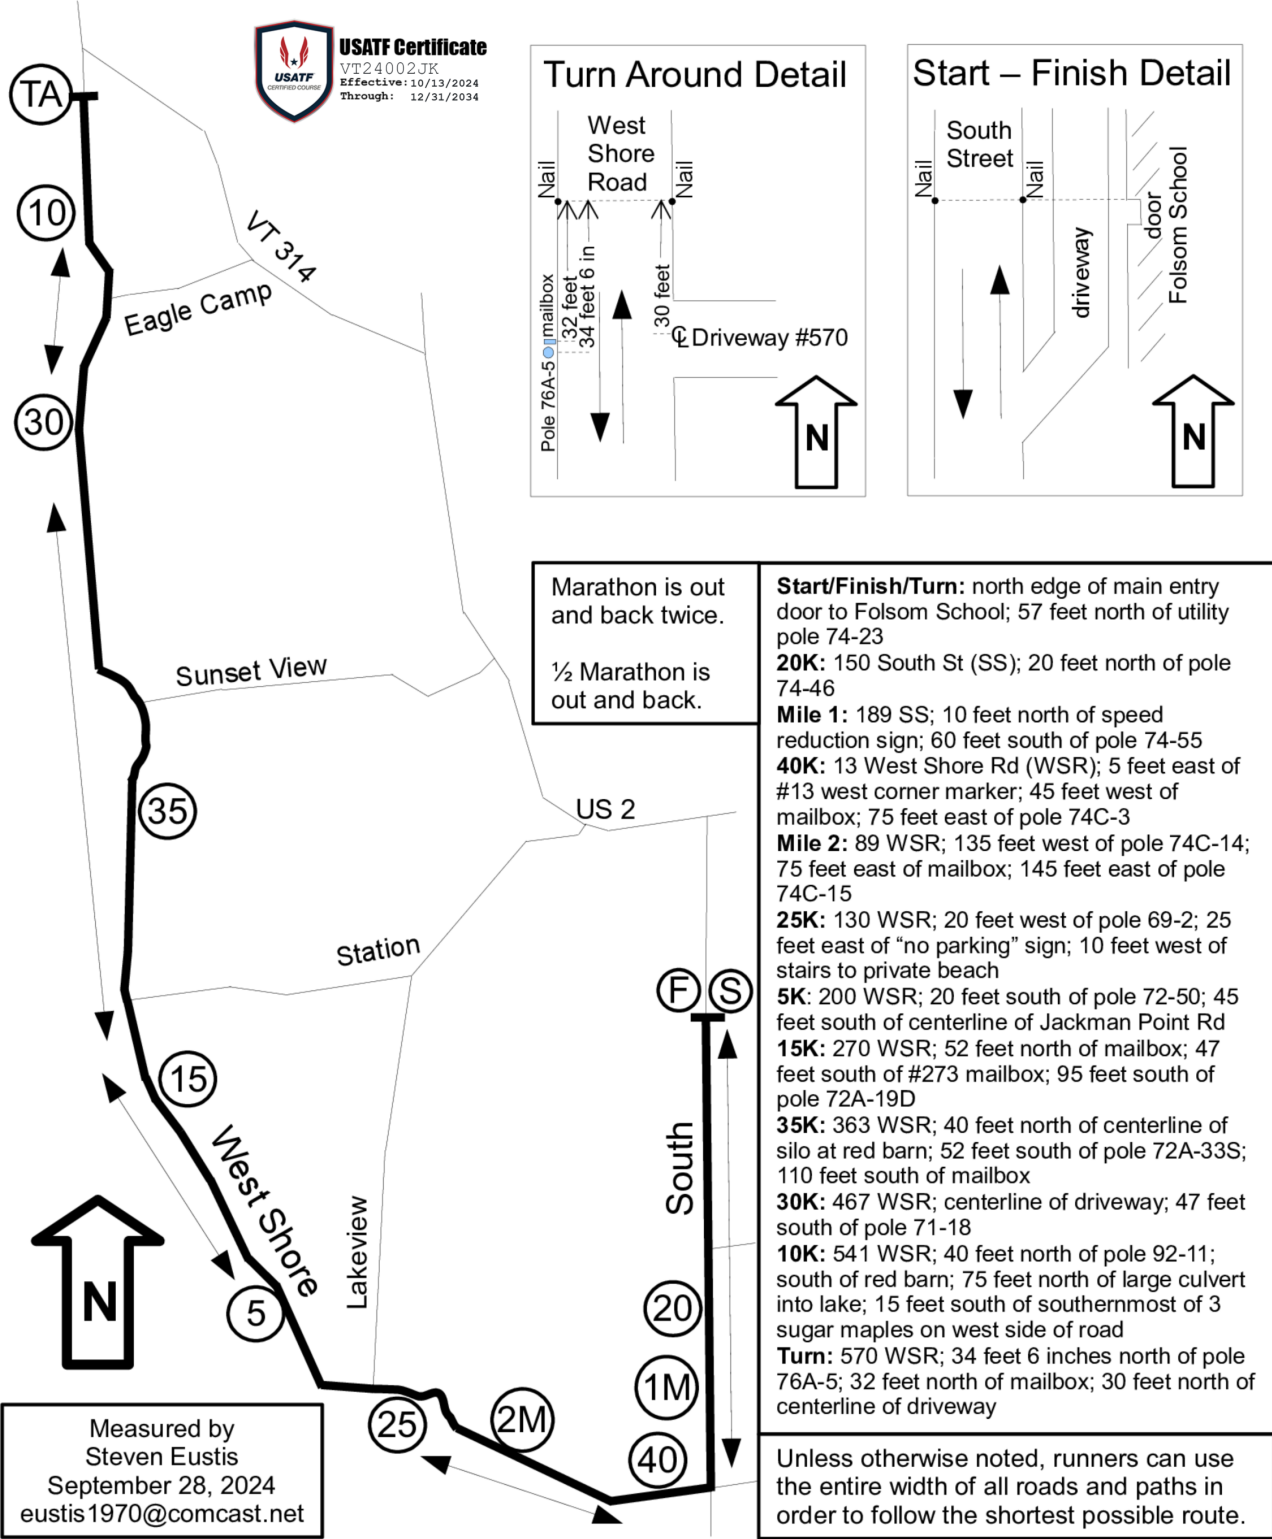 USATF
CERTIFIED COURSE
USATF Certificate
VT24002JK
Effective: 10/13/2024
Through: 12/31/2034
TA
10
30
35
15
5
25
2M
40
1M
20
F
S
VT 314
Eagle Camp
Sunset View
US 2
Station
West Shore
Lakeview
South
N
Turn Around Detail
West
Shore
Road
Nail
Nail
Pole 76A-5
mailbox
32 feet
34 feet 6 in
30 feet
℄ Driveway #570
N
Start – Finish Detail
South
Street
Nail
Nail
driveway
door
Folsom School
N
Marathon is out
and back twice.
½ Marathon is
out and back.
Start/Finish/Turn: north edge of main entry
door to Folsom School; 57 feet north of utility
pole 74-23
20K: 150 South St (SS); 20 feet north of pole
74-46
Mile 1: 189 SS; 10 feet north of speed
reduction sign; 60 feet south of pole 74-55
40K: 13 West Shore Rd (WSR); 5 feet east of
#13 west corner marker; 45 feet west of
mailbox; 75 feet east of pole 74C-3
Mile 2: 89 WSR; 135 feet west of pole 74C-14;
75 feet east of mailbox; 145 feet east of pole
74C-15
25K: 130 WSR; 20 feet west of pole 69-2; 25
feet east of “no parking” sign; 10 feet west of
stairs to private beach
5K: 200 WSR; 20 feet south of pole 72-50; 45
feet south of centerline of Jackman Point Rd
15K: 270 WSR; 52 feet north of mailbox; 47
feet south of #273 mailbox; 95 feet south of
pole 72A-19D
35K: 363 WSR; 40 feet north of centerline of
silo at red barn; 52 feet south of pole 72A-33S;
110 feet south of mailbox
30K: 467 WSR; centerline of driveway; 47 feet
south of pole 71-18
10K: 541 WSR; 40 feet north of pole 92-11;
south of red barn; 75 feet north of large culvert
into lake; 15 feet south of southernmost of 3
sugar maples on west side of road
Turn: 570 WSR; 34 feet 6 inches north of pole
76A-5; 32 feet north of mailbox; 30 feet north of
centerline of driveway
Unless otherwise noted, runners can use
the entire width of all roads and paths in
order to follow the shortest possible route.
Measured by
Steven Eustis
September 28, 2024
eustis1970@comcast.net